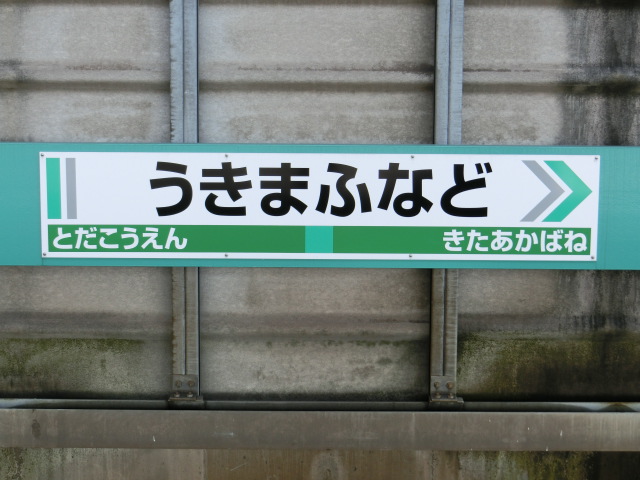 うきまふなど
とだこうえん
きたあかばね